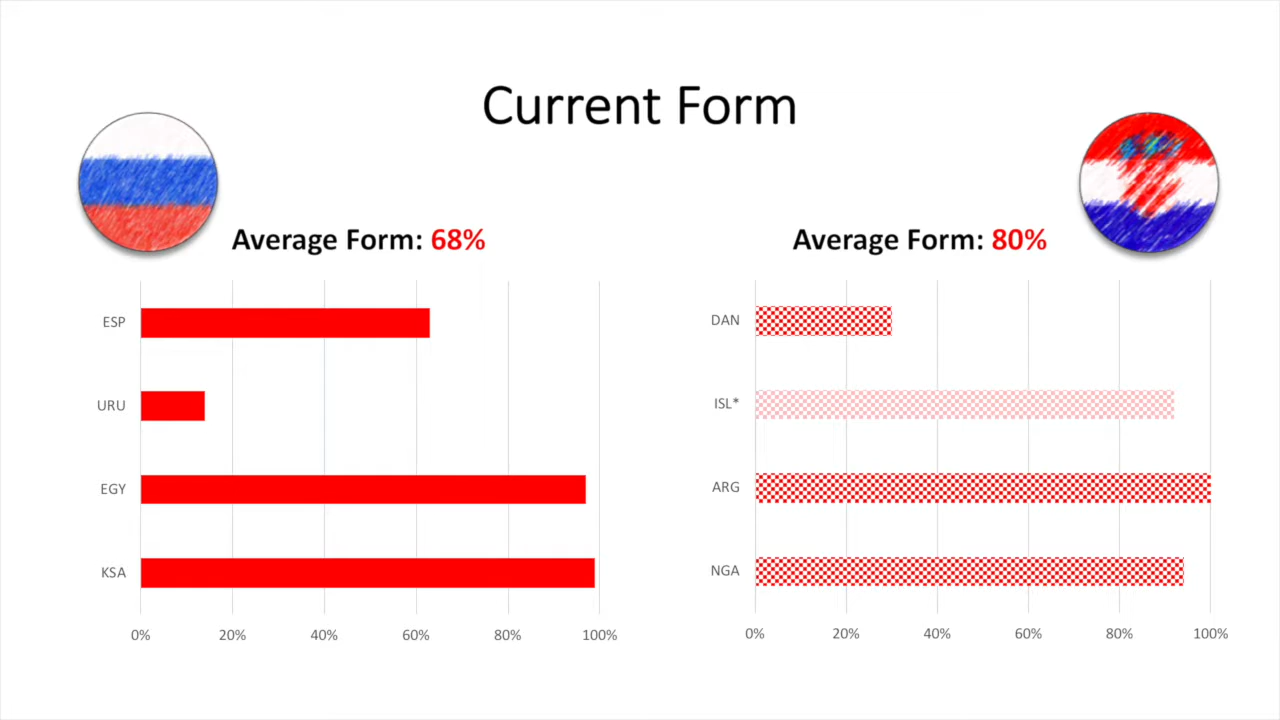 Current Form
Average Form: 68%
ESP
URU
EGY
KSA
0% 20% 40% 60% 80% 100%
Average Form: 80%
DAN
ISL*
ARG
NGA
0% 20% 40% 60% 80% 100%